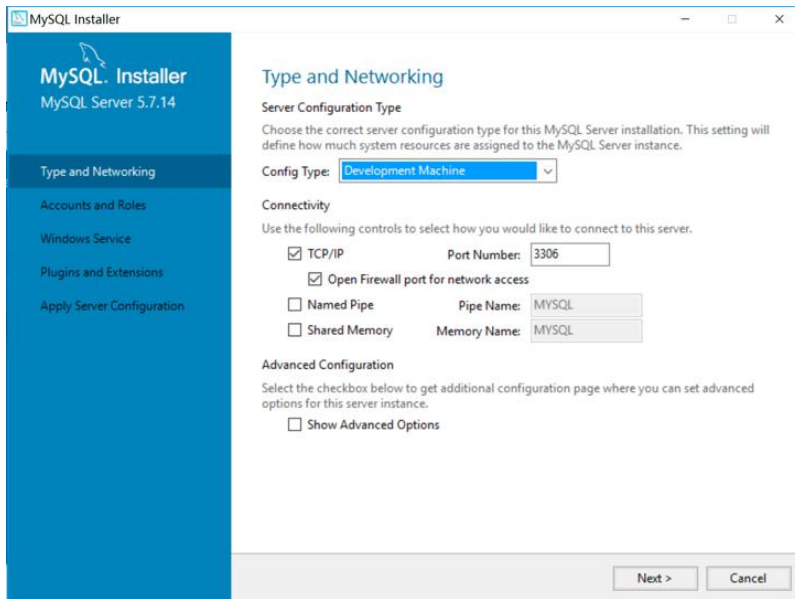 MySQL Installer
MySQL. Installer
MySQL Server 5.7.14
Type and Networking
Accounts and Roles
Windows Service
Plugins and Extensions
Apply Server Configuration
Type and Networking
Server Configuration Type
Choose the correct server configuration type for this MySQL Server installation. This setting will
define how much system resources are assigned to the MySQL Server instance.
Config Type: Development Machine
Connectivity
Use the following controls to select how you would like to connect to this server.
TCP/IP Port Number: 3306
Open Firewall port for network access
Named Pipe Pipe Name: MYSQL
Shared Memory Memory Name: MYSQL
Advanced Configuration
Select the checkbox below to get additional configuration page where you can set advanced
options for this server instance.
Show Advanced Options
Next > Cancel